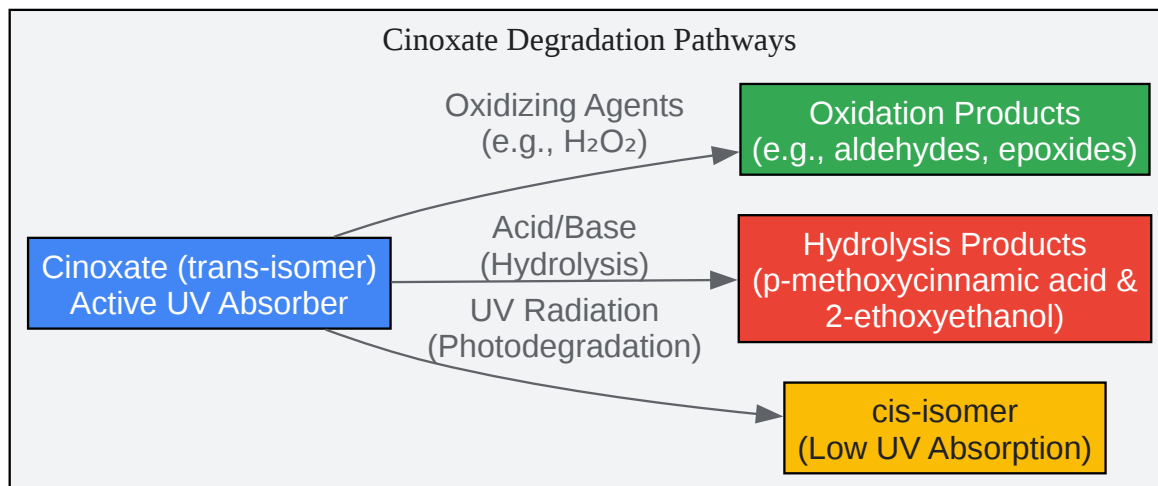 Cinoxate Degradation Pathways
Oxidizing Agents
(e.g., H₂O₂)
Oxidation Products
(e.g., aldehydes, epoxides)
Cinoxate (trans-isomer)
Active UV Absorber
Acid/Base
(Hydrolysis)
Hydrolysis Products
(p-methoxycinnamic acid &
2-ethoxyethanol)
UV Radiation
(Photodegradation)
cis-isomer
(Low UV Absorption)